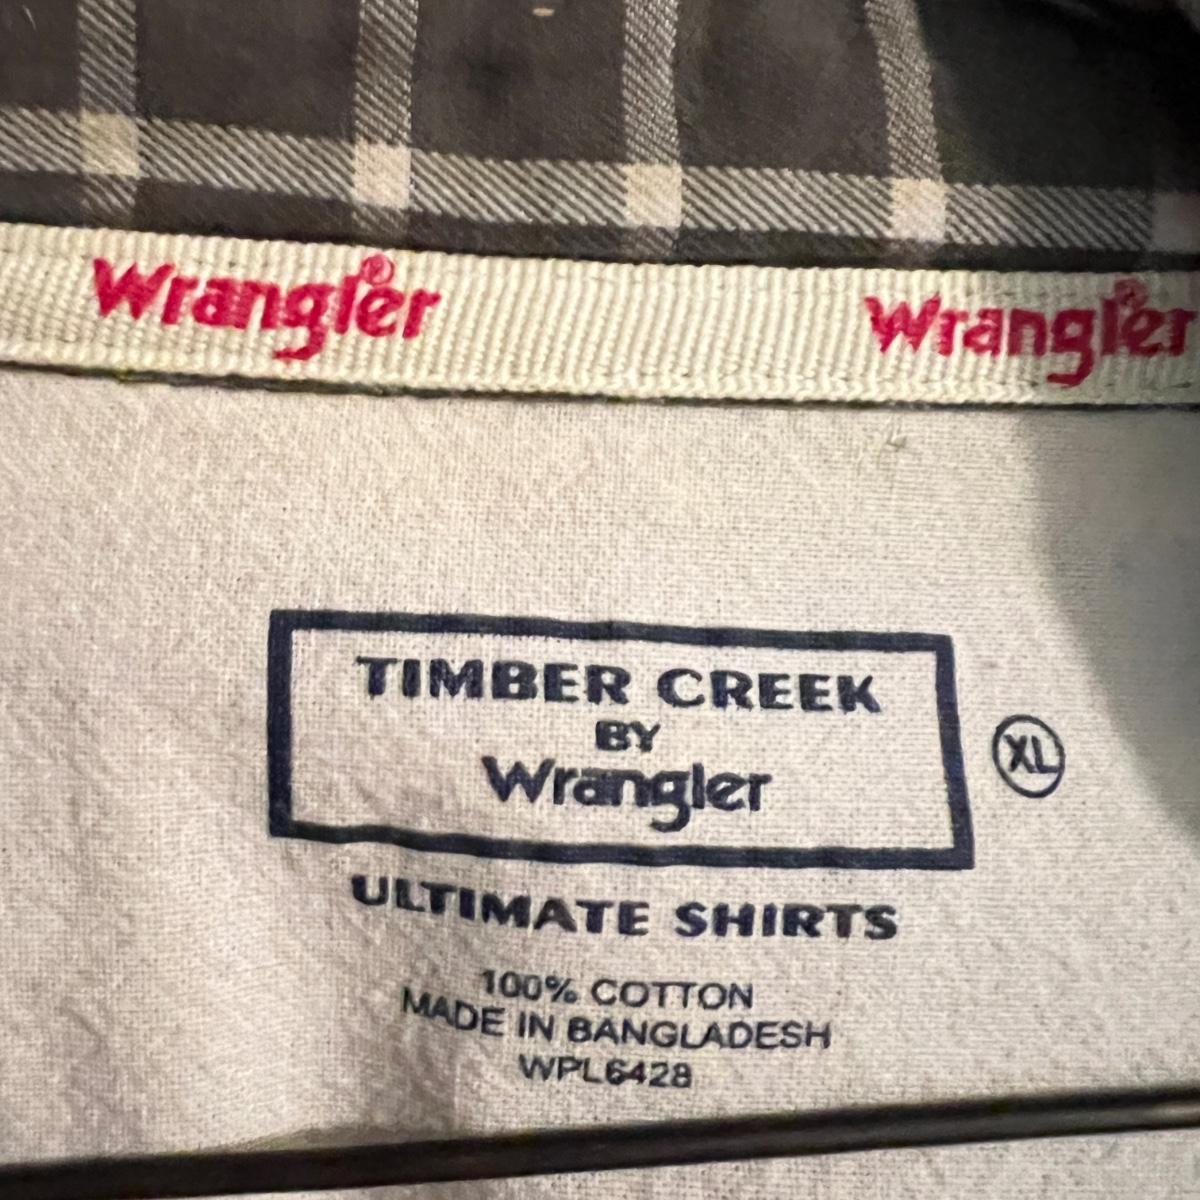 Wrangler® Wrangler®
TIMBER CREEK
BY
Wrangler
XL
ULTIMATE SHIRTS
100% COTTON
MADE IN BANGLADESH
WPL6428